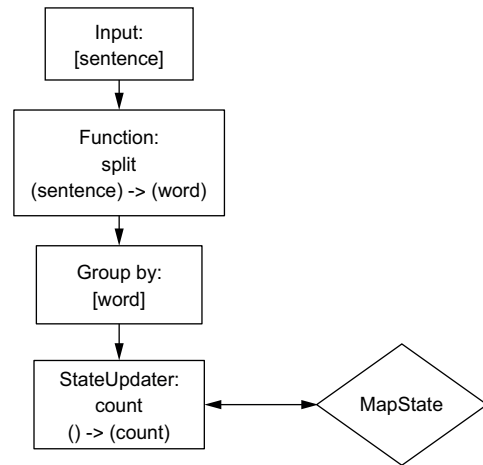 Input:
[sentence]
Function:
split
(sentence) -> (word)
Group by:
[word]
StateUpdater:
count
() -> (count)
MapState